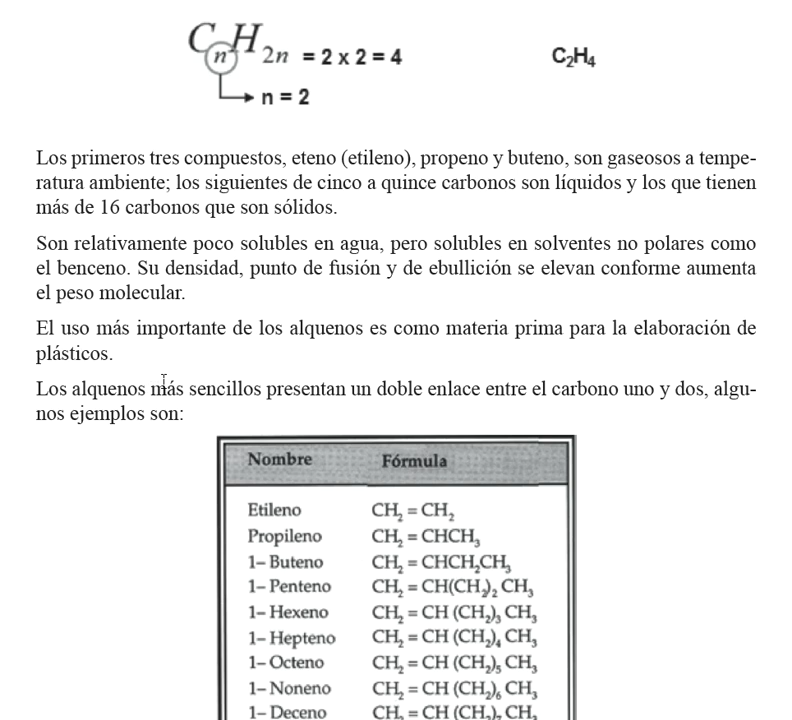 CnH2n = 2 x 2 = 4 C2H4
n = 2
Los primeros tres compuestos, eteno (etileno), propeno y buteno, son gaseosos a tempe-
ratura ambiente; los siguientes de cinco a quince carbonos son líquidos y los que tienen
más de 16 carbonos que son sólidos.
Son relativamente poco solubles en agua, pero solubles en solventes no polares como
el benceno. Su densidad, punto de fusión y de ebullición se elevan conforme aumenta
el peso molecular.
El uso más importante de los alquenos es como materia prima para la elaboración de
plásticos.
Los alquenos más sencillos presentan un doble enlace entre el carbono uno y dos, algu-
nos ejemplos son:
Nombre Fórmula
Etileno CH2 = CH2
Propileno CH2 = CHCH3
1– Buteno CH2 = CHCH2CH3
1– Penteno CH2 = CH(CH2)2 CH3
1– Hexeno CH2 = CH (CH2)3 CH3
1– Hepteno CH2 = CH (CH2)4 CH3
1– Octeno CH2 = CH (CH2)5 CH3
1– Noneno CH2 = CH (CH2)6 CH3
1– Deceno CH2 = CH (CH2)7 CH3